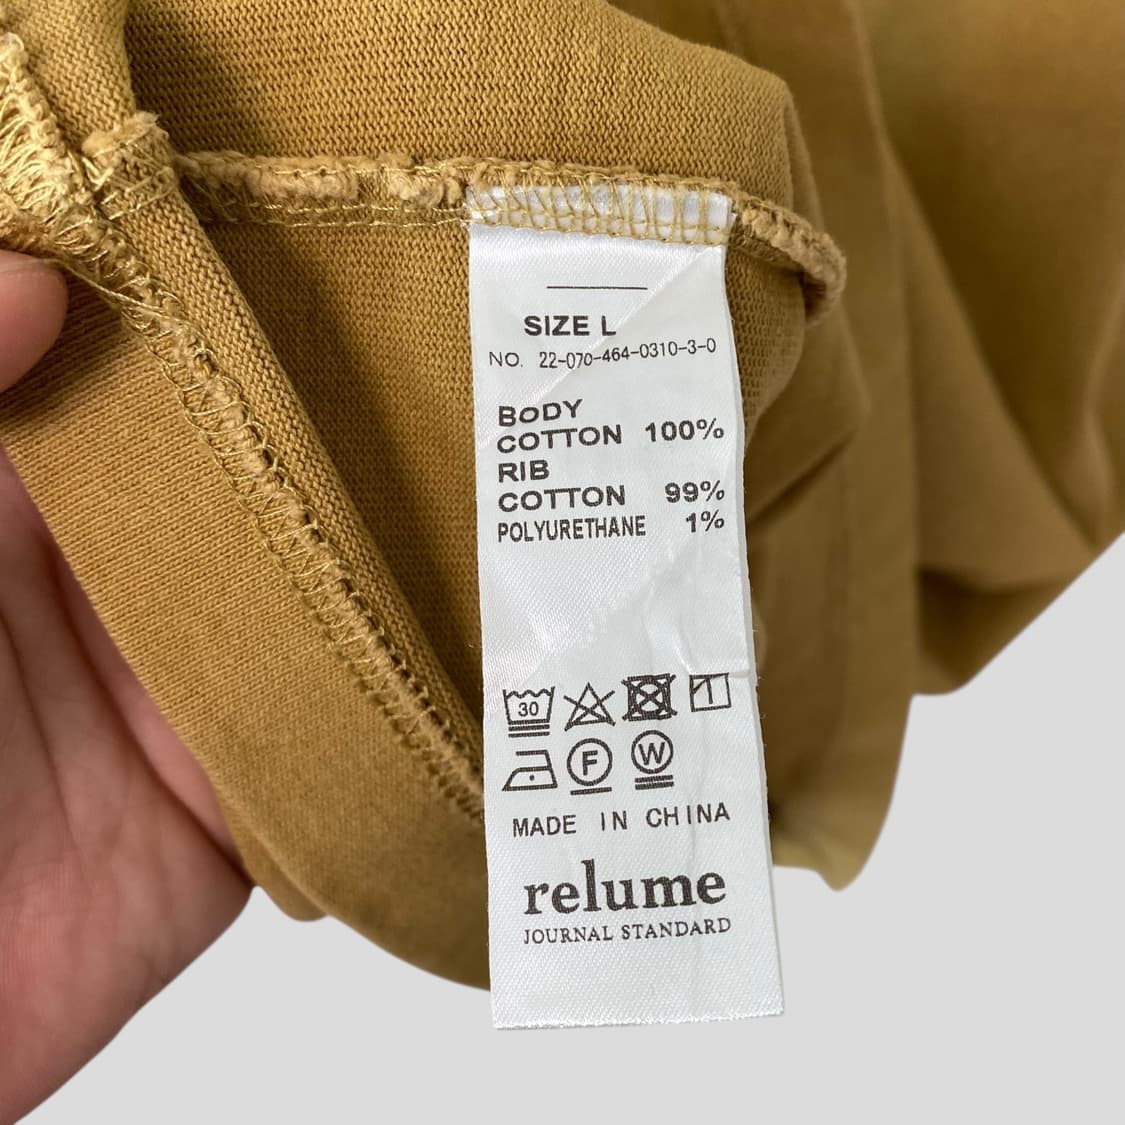 SIZE L
NO. 22-070-464-0310-3-0
BODY
COTTON 100%
RIB
COTTON 99%
POLYURETHANE 1%
30
F W
MADE IN CHINA
relume
JOURNAL STANDARD